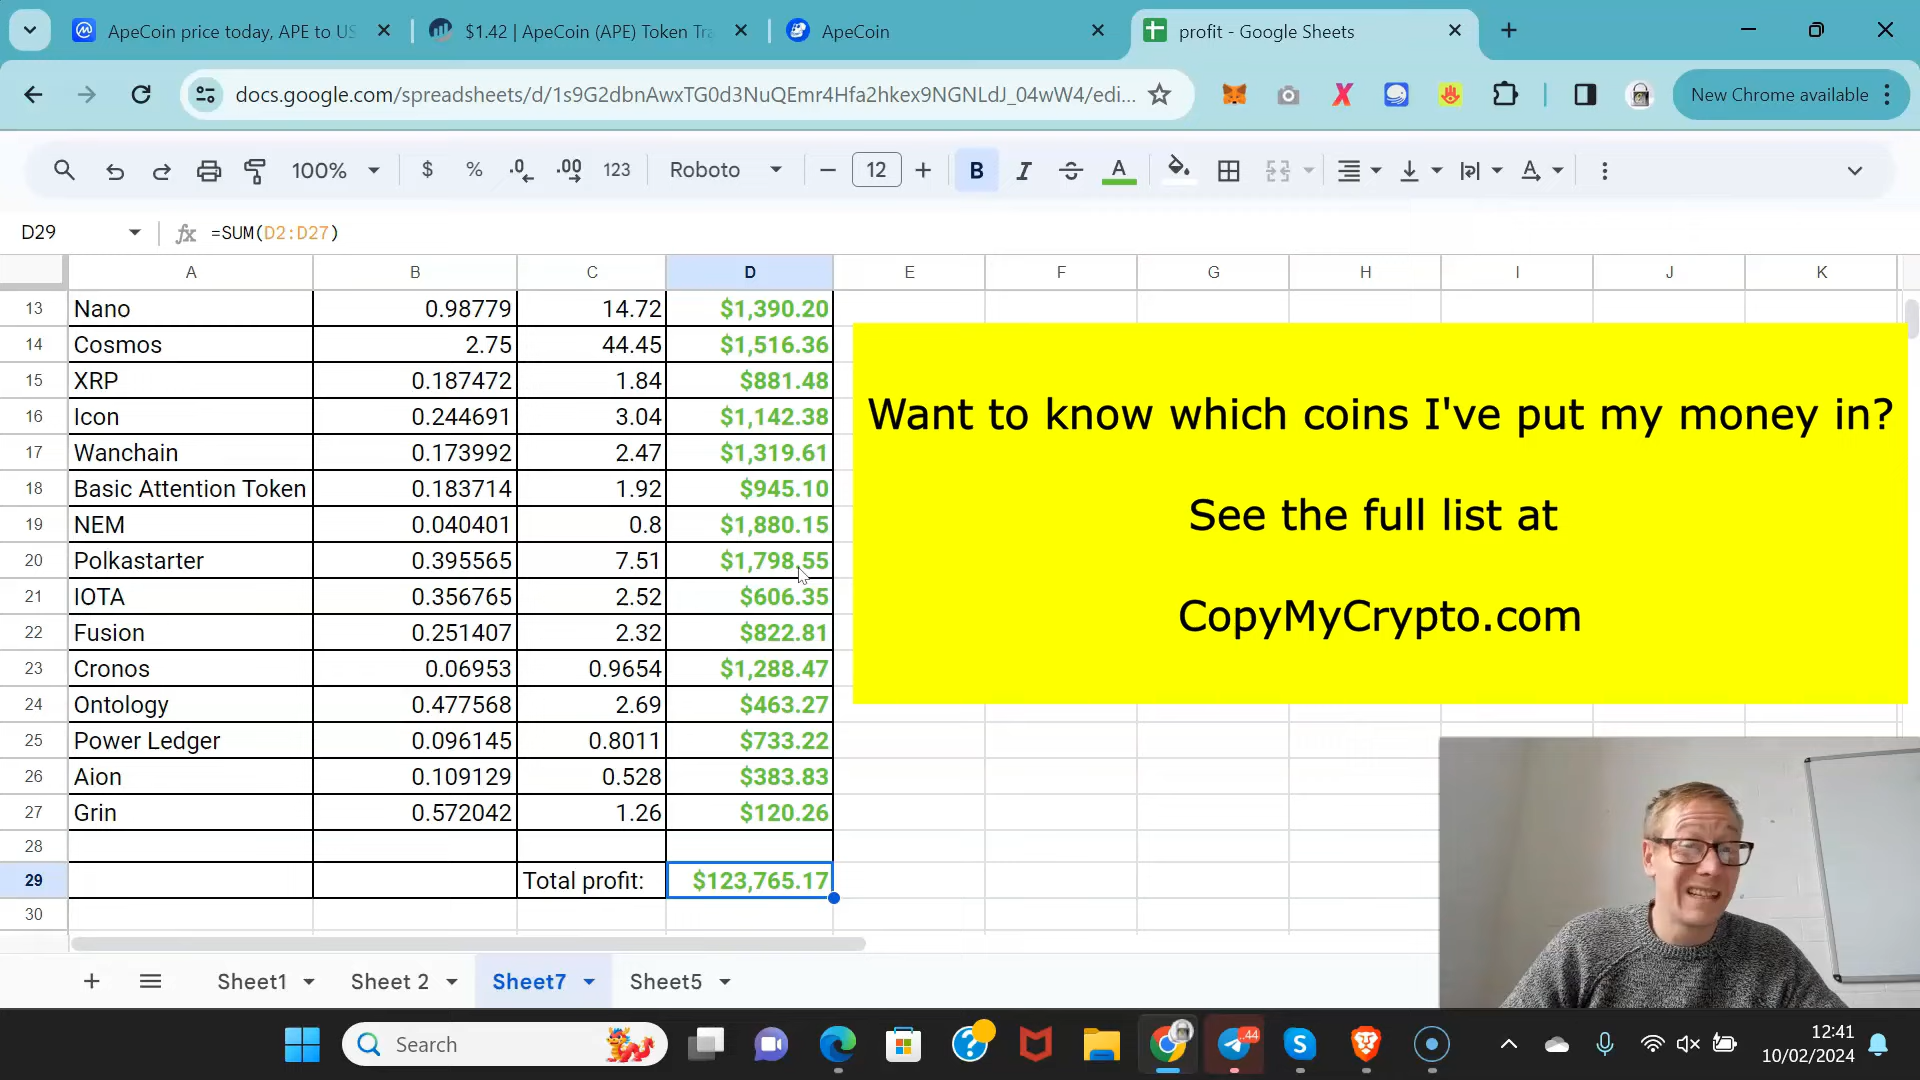 ApeCoin price today, APE to US
$1.42 | ApeCoin (APE) Token Tra
ApeCoin
profit - Google Sheets
docs.google.com/spreadsheets/d/1s9G2dbnAwxTG0d3NuQEmr4Hfa2hkex9NGNLdJ_04wW4/edi...
New Chrome available
100% $ % .0 .00 123 Roboto 12 B I S A A
D29 fx =SUM(D2:D27)
A B C D E F G H I J K
13 Nano 0.98779 14.72 $1,390.20
14 Cosmos 2.75 44.45 $1,516.36
15 XRP 0.187472 1.84 $881.48
16 Icon 0.244691 3.04 $1,142.38
17 Wanchain 0.173992 2.47 $1,319.61
18 Basic Attention Token 0.183714 1.92 $945.10
19 NEM 0.040401 0.8 $1,880.15
20 Polkastarter 0.395565 7.51 $1,798.55
21 IOTA 0.356765 2.52 $606.35
22 Fusion 0.251407 2.32 $822.81
23 Cronos 0.06953 0.9654 $1,288.47
24 Ontology 0.477568 2.69 $463.27
25 Power Ledger 0.096145 0.8011 $733.22
26 Aion 0.109129 0.528 $383.83
27 Grin 0.572042 1.26 $120.26
28
29 Total profit: $123,765.17
30
Want to know which coins I've put my money in?
See the full list at
CopyMyCrypto.com
Sheet1 Sheet 2 Sheet7 Sheet5
Search
.44
12:41
10/02/2024